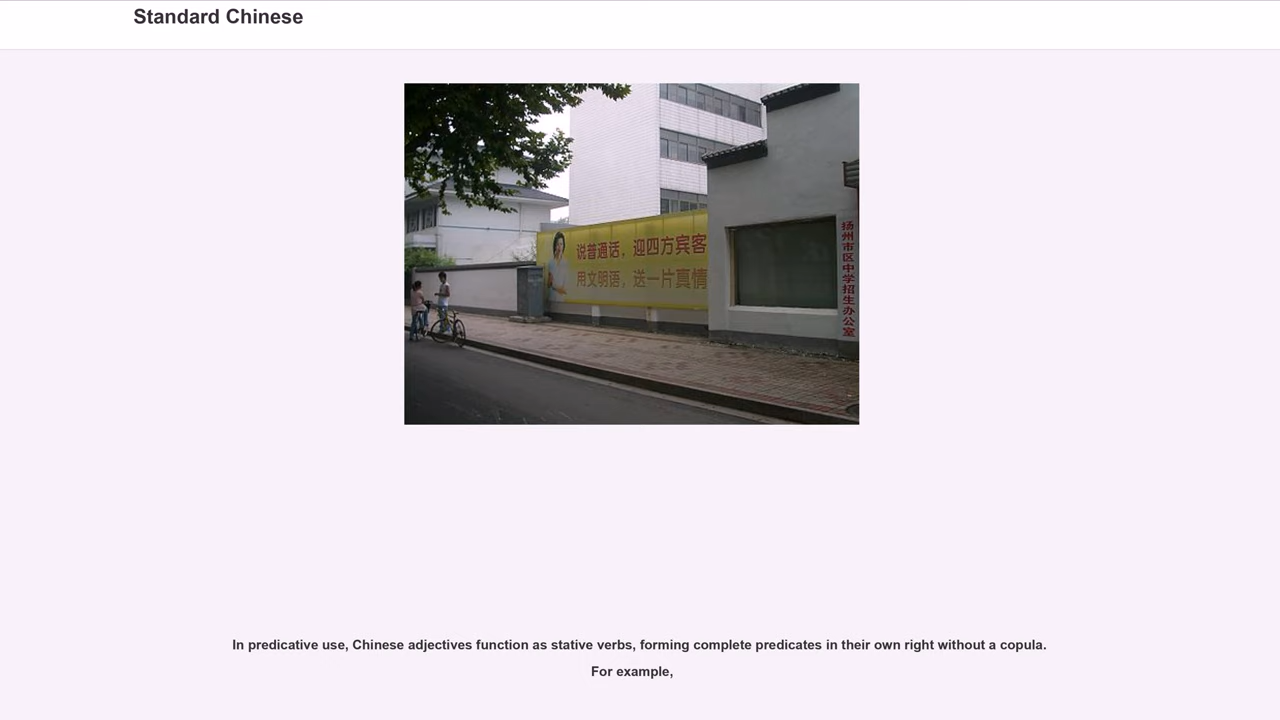 Standard Chinese
说普通话，迎四方宾客
用文明语，送一片真情
扬州市区中学招生办公室
In predicative use, Chinese adjectives function as stative verbs, forming complete predicates in their own right without a copula.
For example,